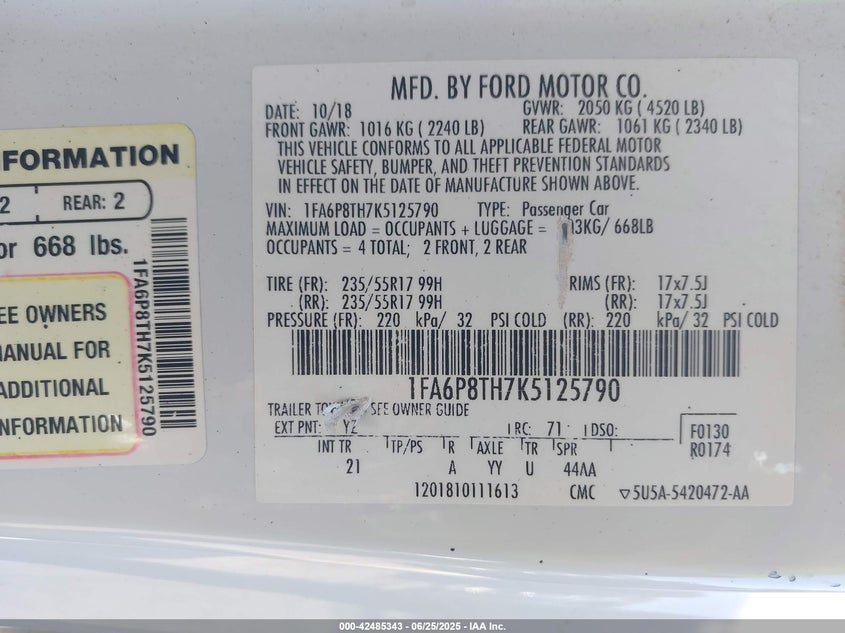 MFD. BY FORD MOTOR CO.
DATE: 10/18 GVWR: 2050 KG ( 4520 LB)
FRONT GAWR: 1016 KG ( 2240 LB) REAR GAWR: 1061 KG ( 2340 LB)
THIS VEHICLE CONFORMS TO ALL APPLICABLE FEDERAL MOTOR
VEHICLE SAFETY, BUMPER, AND THEFT PREVENTION STANDARDS
IN EFFECT ON THE DATE OF MANUFACTURE SHOWN ABOVE.
VIN: 1FA6P8TH7K5125790 TYPE: Passenger Car
MAXIMUM LOAD = OCCUPANTS + LUGGAGE = 03KG/ 668LB
OCCUPANTS = 4 TOTAL; 2 FRONT, 2 REAR
TIRE (FR): 235/55R17 99H RIMS (FR): 17x7.5J
(RR): 235/55R17 99H (RR): 17x7.5J
PRESSURE (FR): 220 kPa/ 32 PSI COLD (RR): 220 kPa/ 32 PSI COLD
1FA6P8TH7K5125790
TRAILER SEE OWNER GUIDE
EXT PNT: YZ RC: 71 DSO: F0130
R0174
INT TR TP/PS R AXLE TR SPR
21 A YY U 44AA
1201810111613 CMC ▽5U5A-5420472-AA
NFORMATION
2 REAR: 2
or 668 lbs.
EE OWNERS
MANUAL FOR
ADDITIONAL
NFORMATION
1FA6P8TH7K5125790
000-42485343 | 06/25/2025 - IAA Inc.